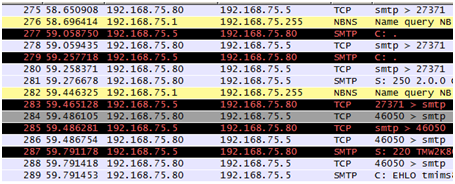 275 58.650908 192.168.75.80 192.168.75.5 TCP smtp > 27371
276 58.696414 192.168.75.1 192.168.75.255 NBNS Name query NB
277 59.058750 192.168.75.5 192.168.75.80 SMTP C: .
278 59.059435 192.168.75.80 192.168.75.5 TCP smtp > 27371
279 59.257718 192.168.75.5 192.168.75.80 SMTP C: .
280 59.258371 192.168.75.80 192.168.75.5 TCP smtp > 27371
281 59.276678 192.168.75.80 192.168.75.5 SMTP S: 250 2.0.0
282 59.446325 192.168.75.1 192.168.75.255 NBNS Name query NB
283 59.465128 192.168.75.5 192.168.75.80 TCP 27371 > smtp
284 59.486105 192.168.75.5 192.168.75.80 TCP 46050 > smtp
285 59.486281 192.168.75.80 192.168.75.5 TCP smtp > 46050
286 59.486754 192.168.75.5 192.168.75.80 TCP 46050 > smtp
287 59.791178 192.168.75.80 192.168.75.5 SMTP S: 220 TMW2K8
288 59.791418 192.168.75.5 192.168.75.80 TCP 46050 > smtp
289 59.791453 192.168.75.5 192.168.75.80 SMTP C: EHLO tmims8